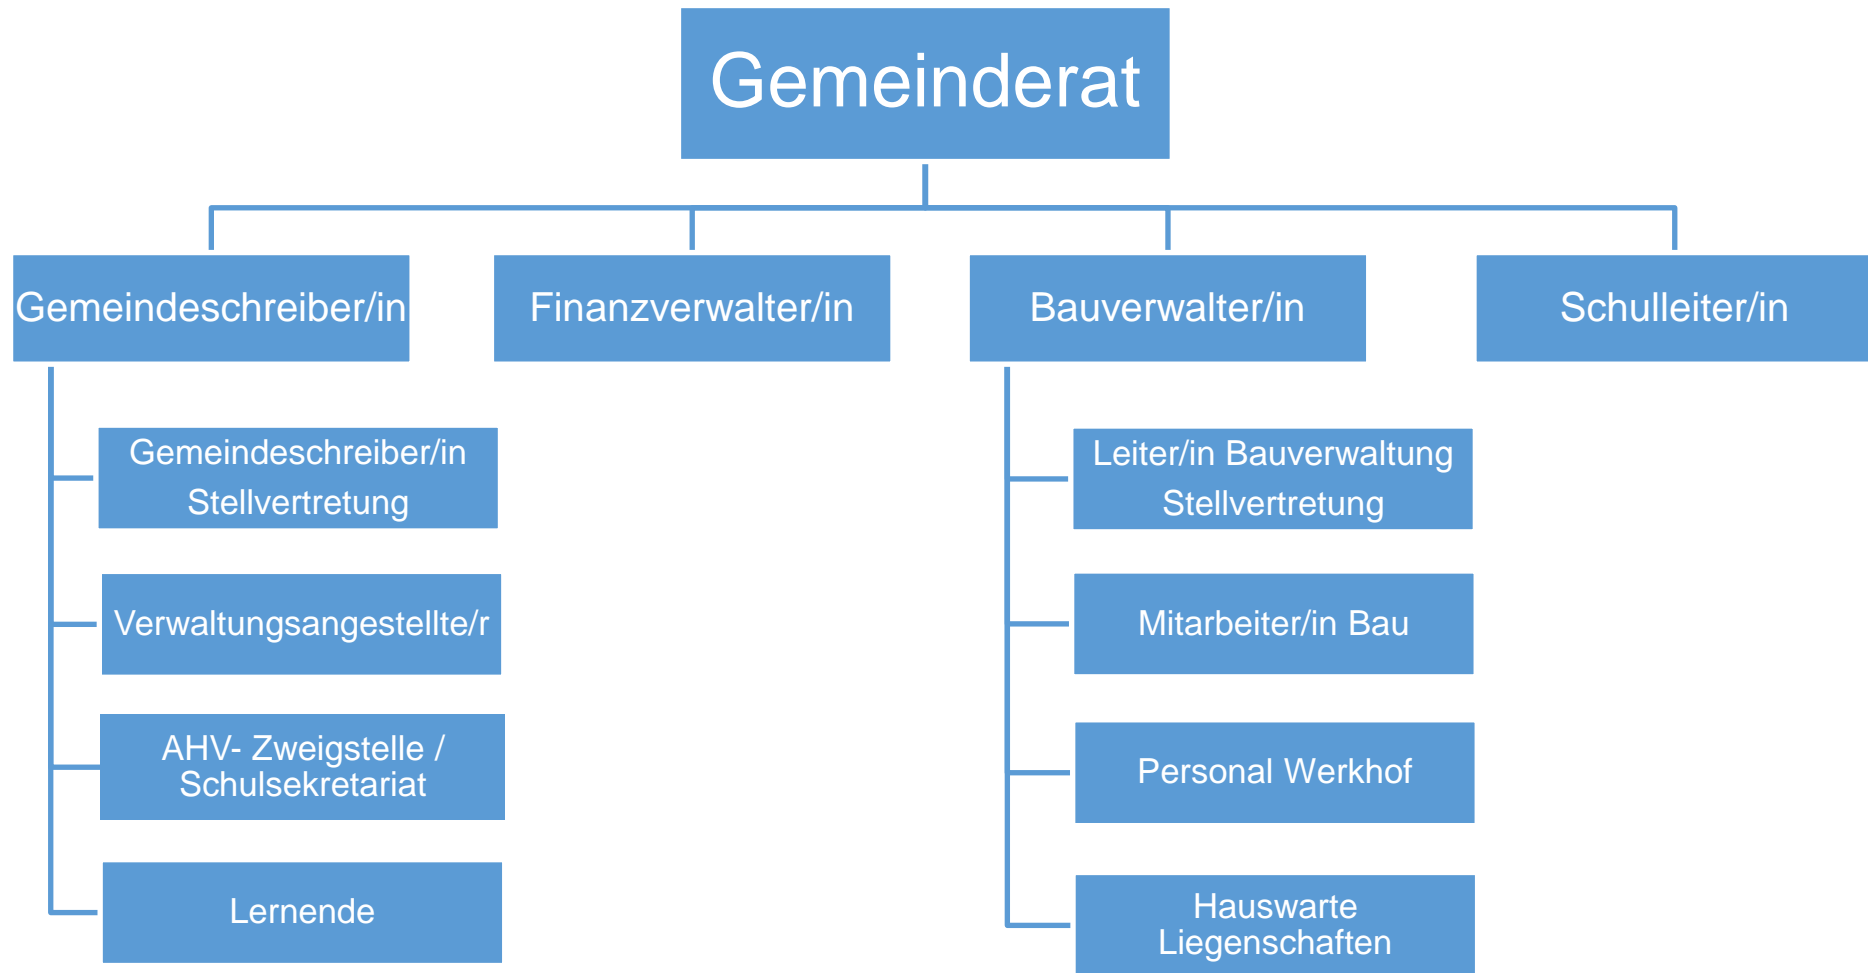 Gemeinderat
Gemeindeschreiber/in
Finanzverwalter/in
Bauverwalter/in
Schulleiter/in
Gemeindeschreiber/in
Stellvertretung
Verwaltungsangestellte/r
AHV- Zweigstelle /
Schulsekretariat
Lernende
Leiter/in Bauverwaltung
Stellvertretung
Mitarbeiter/in Bau
Personal Werkhof
Hauswarte
Liegenschaften